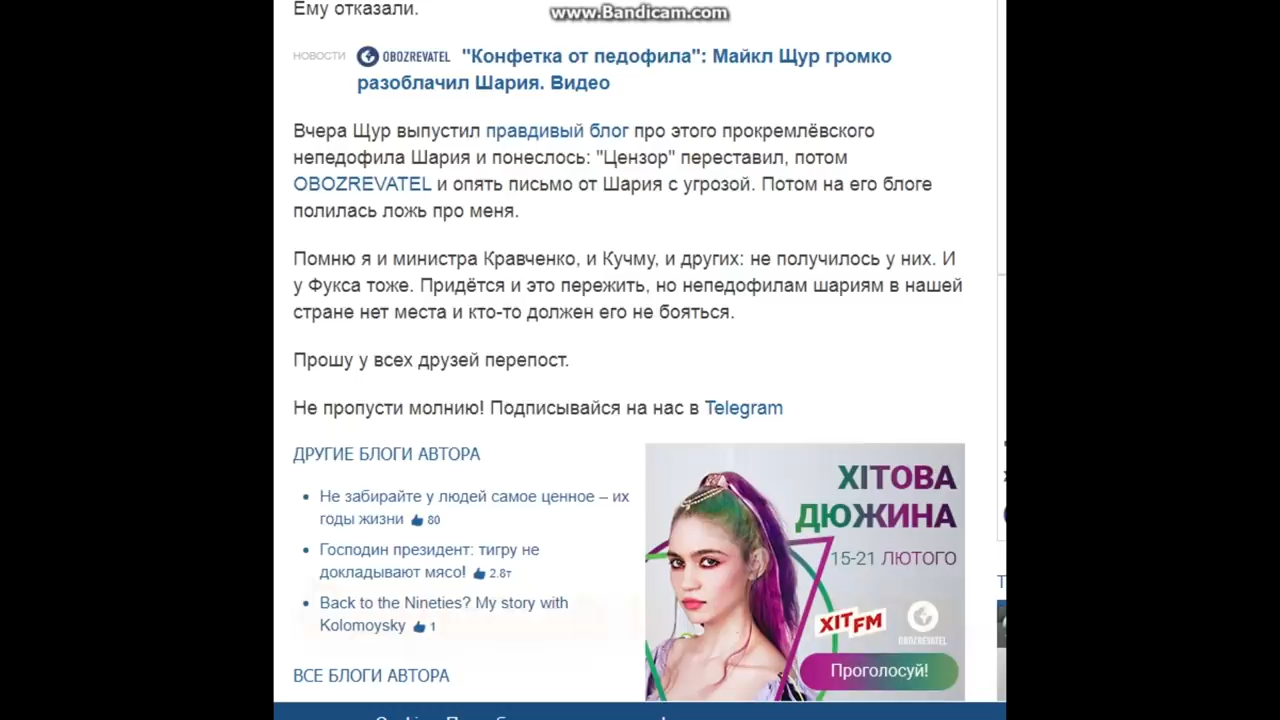 Ему отказали.
www.Bandicam.com
НОВОСТИ
OBOZREVATEL "Конфетка от педофила": Майкл Щур громко
разоблачил Шария. Видео
Вчера Щур выпустил правдивый блог про этого прокремлёвского
непедофила Шария и понеслось: "Цензор" переставил, потом
OBOZREVATEL и опять письмо от Шария с угрозой. Потом на его блоге
полилась ложь про меня.
Помню я и министра Кравченко, и Кучму, и других: не получилось у них. И
у Фукса тоже. Придётся и это пережить, но непедофилам шариям в нашей
стране нет места и кто-то должен его не бояться.
Прошу у всех друзей перепост.
Не пропусти молнию! Подписывайся на нас в Telegram
ДРУГИЕ БЛОГИ АВТОРА
Не забирайте у людей самое ценное – их
годы жизни 80
Господин президент: тигру не
докладывают мясо! 2.8т
Back to the Nineties? My story with
Kolomoysky 1
ВСЕ БЛОГИ АВТОРА
ХІТОВА
ДЮЖИНА
15-21 ЛЮТОГО
ХІТ FM
OBOZREVATEL
Проголосуй!